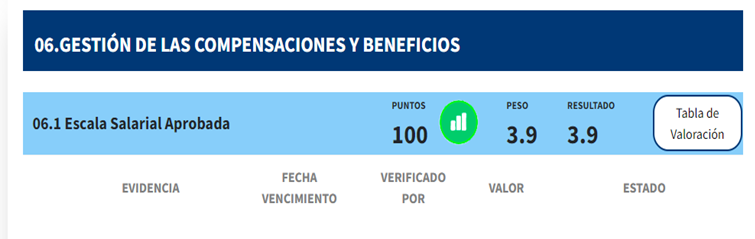 06.GESTIÓN DE LAS COMPENSACIONES Y BENEFICIOS
06.1 Escala Salarial Aprobada
PUNTOS
100
PESO
3.9
RESULTADO
3.9
Tabla de
Valoración
EVIDENCIA
FECHA
VENCIMIENTO
VERIFICADO
POR
VALOR
ESTADO